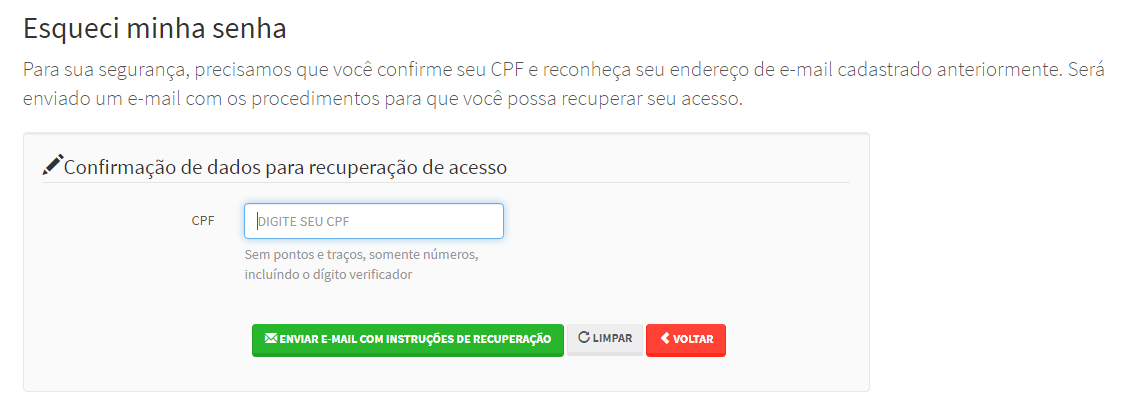 Esqueci minha senha
Para sua segurança, precisamos que você confirme seu CPF e reconheça seu endereço de e-mail cadastrado anteriormente. Será
enviado um e-mail com os procedimentos para que você possa recuperar seu acesso.
Confirmação de dados para recuperação de acesso
CPF
DIGITE SEU CPF
Sem pontos e traços, somente números,
incluíndo o dígito verificador
ENVIAR E-MAIL COM INSTRUÇÕES DE RECUPERAÇÃO
LIMPAR
VOLTAR